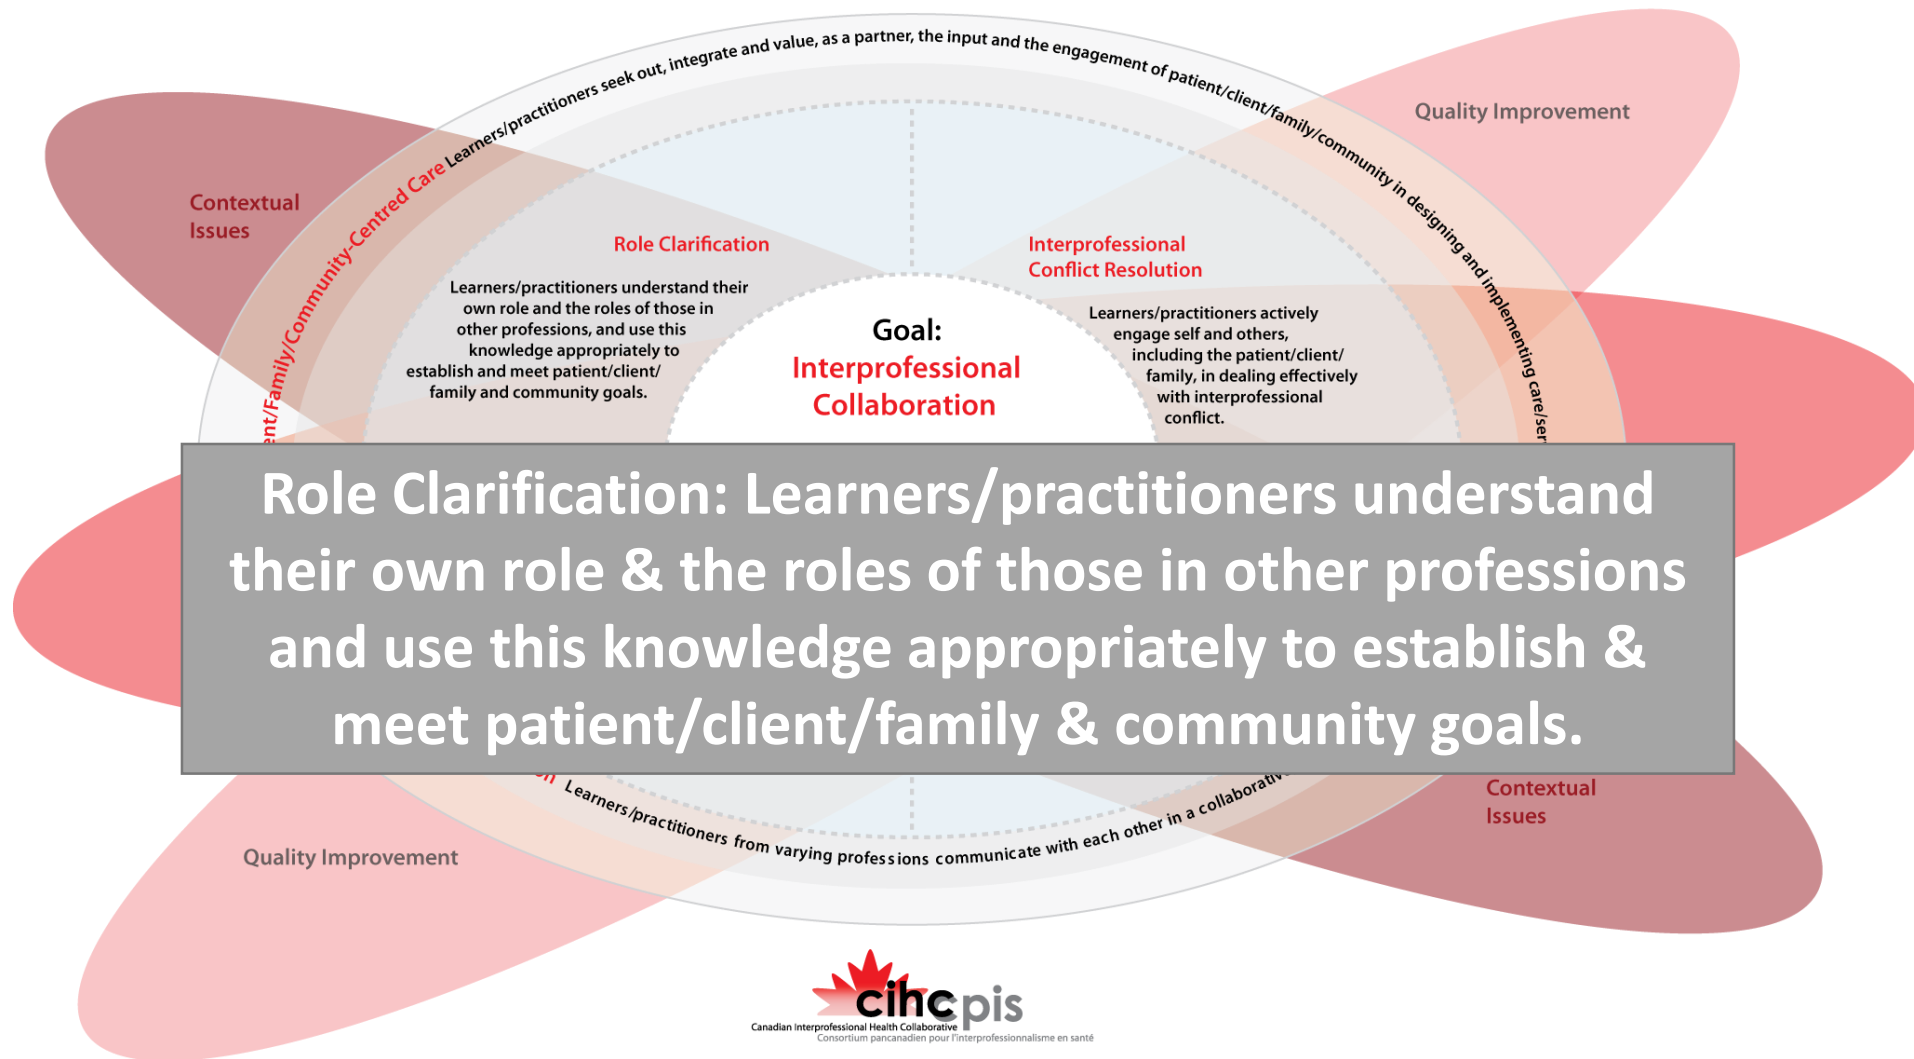 Learners/practitioners seek out, integrate and value, as a partner, the input and the engagement of patient/client/family/community in designing and implementing care/ser
ent/Family/Community-Centred Care
Quality Improvement
Contextual
Issues
Role Clarification
Learners/practitioners understand their
own role and the roles of those in
other professions, and use this
knowledge appropriately to
establish and meet patient/client/
family and community goals.
Goal:
Interprofessional
Collaboration
Interprofessional
Conflict Resolution
Learners/practitioners actively
engage self and others,
including the patient/client/
family, in dealing effectively
with interprofessional
conflict.
Role Clarification: Learners/practitioners understand
their own role & the roles of those in other professions
and use this knowledge appropriately to establish &
meet patient/client/family & community goals.
Learners/practitioners from varying professions communicate with each other in a collaborativ
Contextual
Issues
Quality Improvement
cihcpis
Canadian Interprofessional Health Collaborative
Consortium pancanadien pour l'interprofessionnalisme en santé